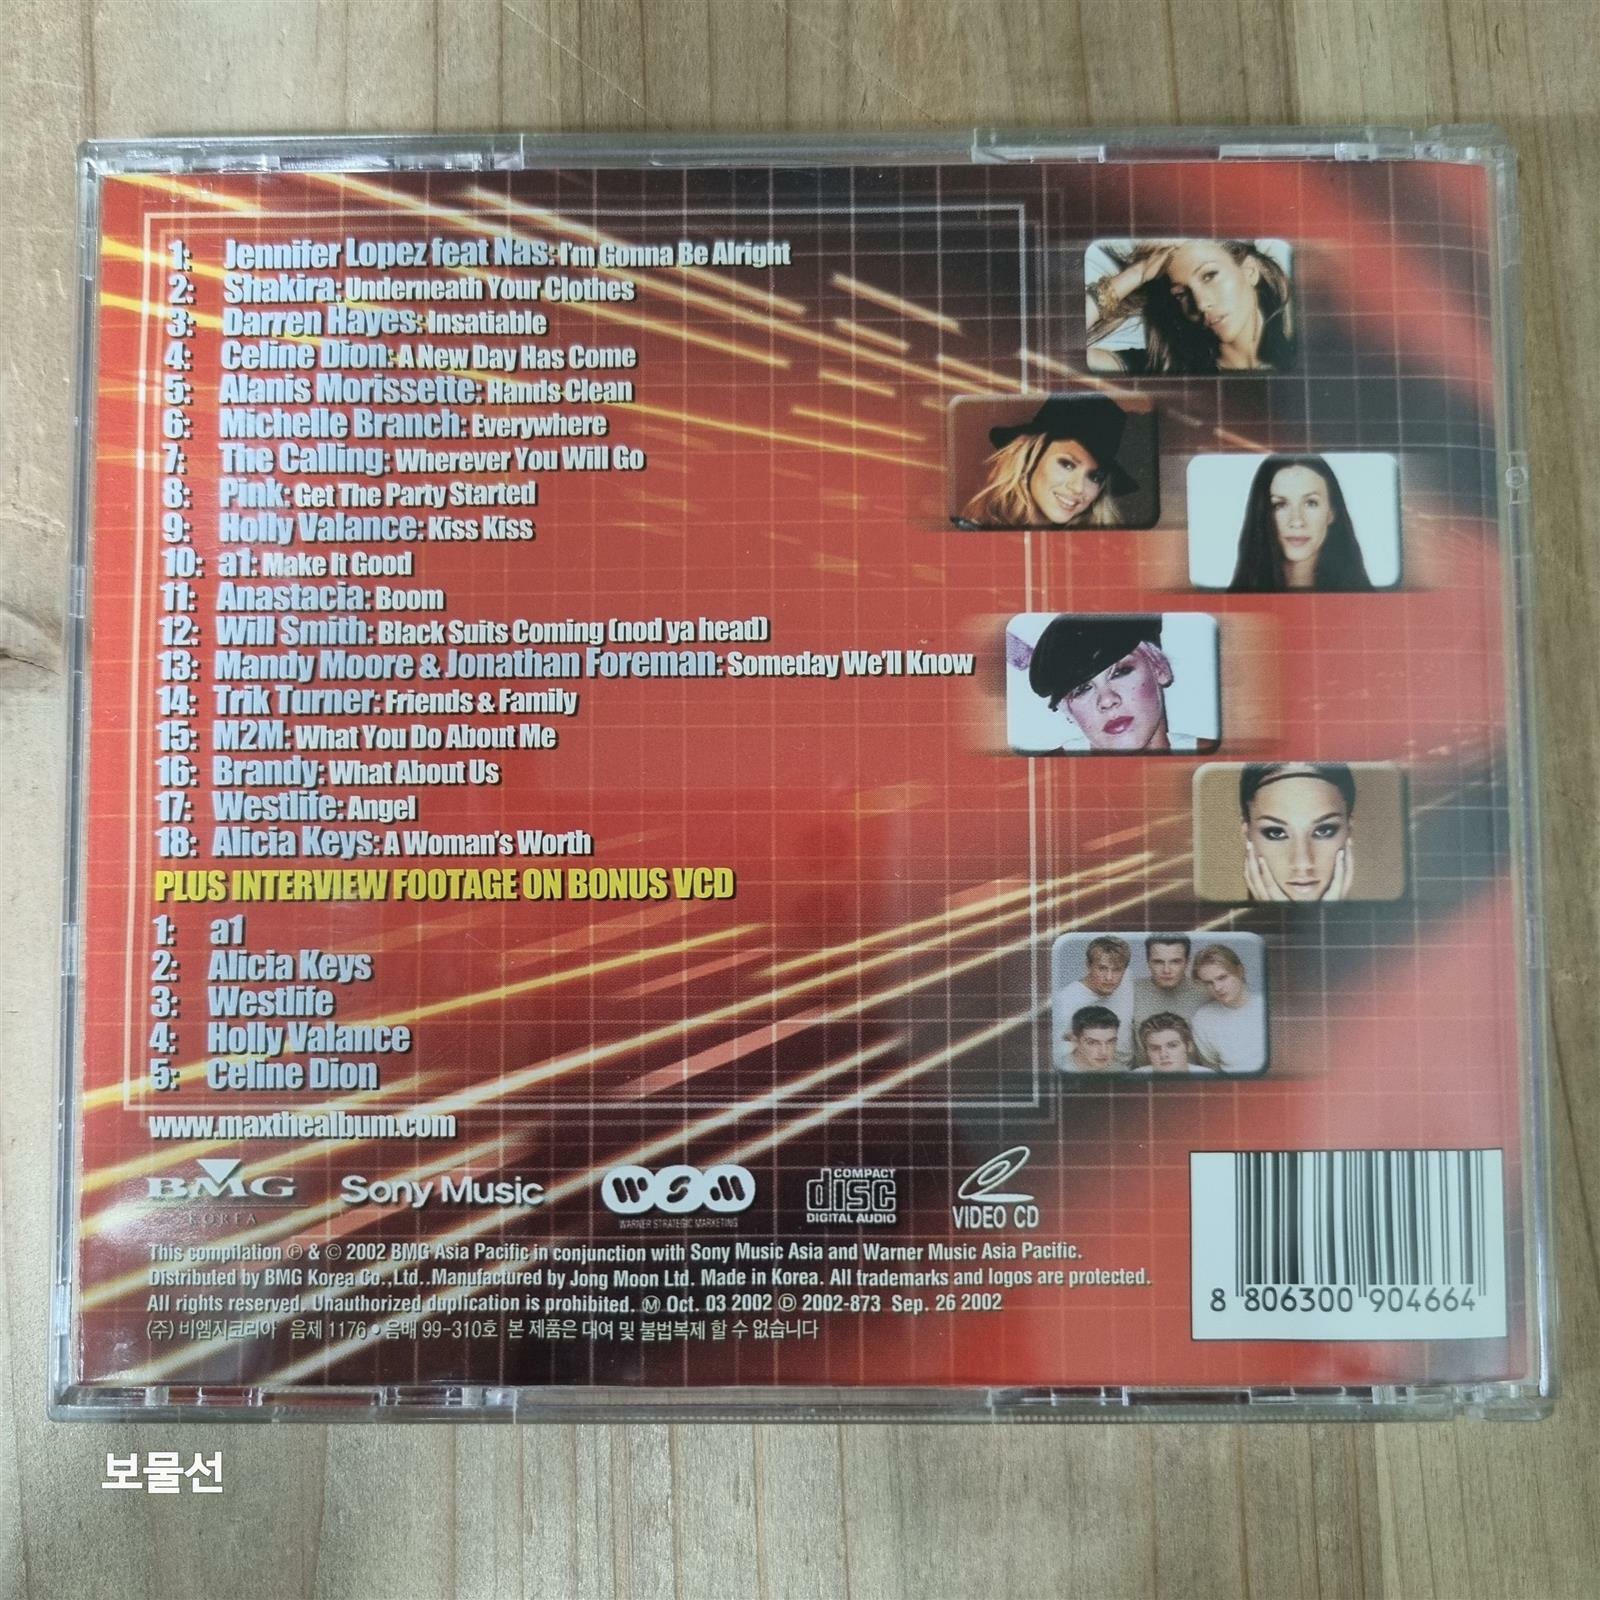 1: Jennifer Lopez feat Nas: I'm Gonna Be Alright
2: Shakira: Underneath Your Clothes
3: Darren Hayes: Insatiable
4: Celine Dion: A New Day Has Come
5: Alanis Morissette: Hands Clean
6: Michelle Branch: Everywhere
7: The Calling: Wherever You Will Go
8: Pink: Get The Party Started
9: Holly Valance: Kiss Kiss
10: a1: Make It Good
11: Anastacia: Boom
12: Will Smith: Black Suits Coming (nod ya head)
13: Mandy Moore & Jonathan Foreman: Someday We'll Know
14: Trik Turner: Friends & Family
15: M2M: What You Do About Me
16: Brandy: What About Us
17: Westlife: Angel
18: Alicia Keys: A Woman's Worth
PLUS INTERVIEW FOOTAGE ON BONUS VCD
1: a1
2: Alicia Keys
3: Westlife
4: Holly Valance
5: Celine Dion
www.maxthealbum.com
BMG
KOREA
Sony Music
WSM
WARNER STRATEGIC MARKETING
COMPACT
disc
DIGITAL AUDIO
VIDEO CD
This compilation ℗ & © 2002 BMG Asia Pacific in conjunction with Sony Music Asia and Warner Music Asia Pacific.
Distributed by BMG Korea Co.,Ltd..Manufactured by Jong Moon Ltd. Made in Korea. All trademarks and logos are protected.
All rights reserved. Unauthorized duplication is prohibited. Ⓜ Oct. 03 2002 Ⓓ 2002-873 Sep. 26 2002
(주) 비엠지코리아 음제 1176 • 음배 99-310호 본 제품은 대여 및 불법복제 할 수 없습니다
8 806300 904664
보물선